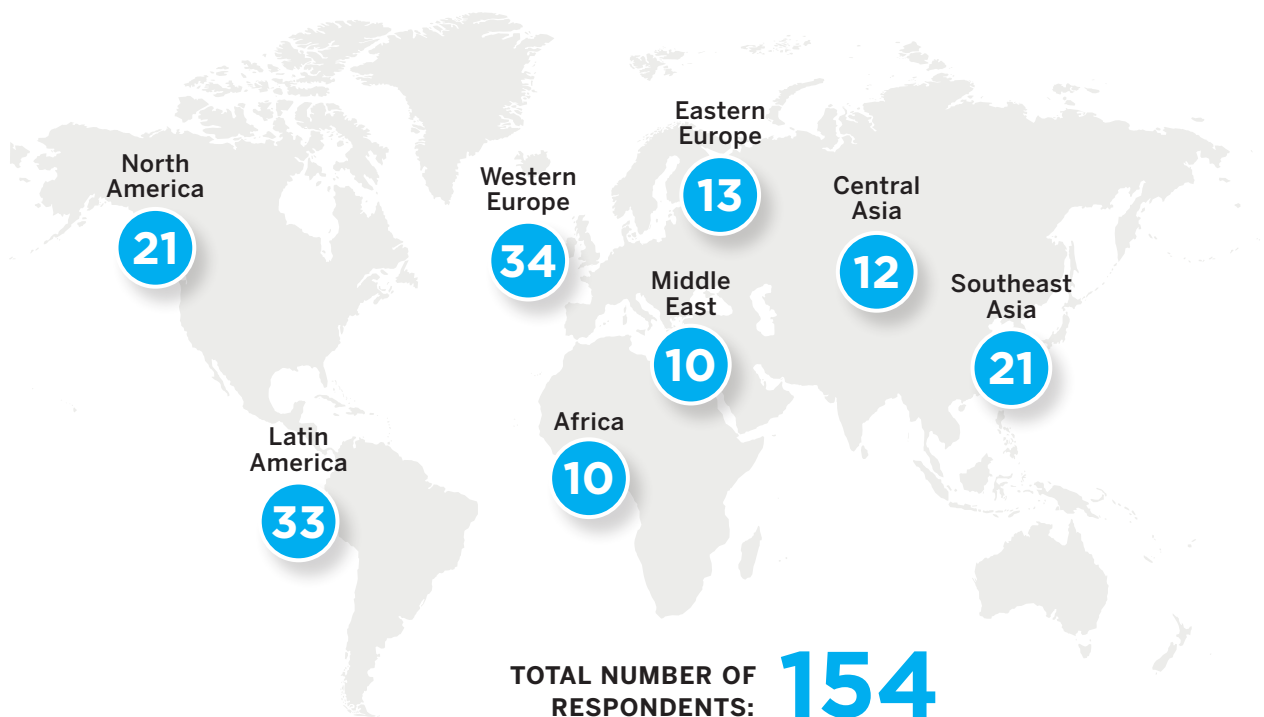 North
America
21
Latin
America
33
Western
Europe
34
Eastern
Europe
13
Middle
East
10
Africa
10
Central
Asia
12
Southeast
Asia
21
TOTAL NUMBER OF
RESPONDENTS:
154